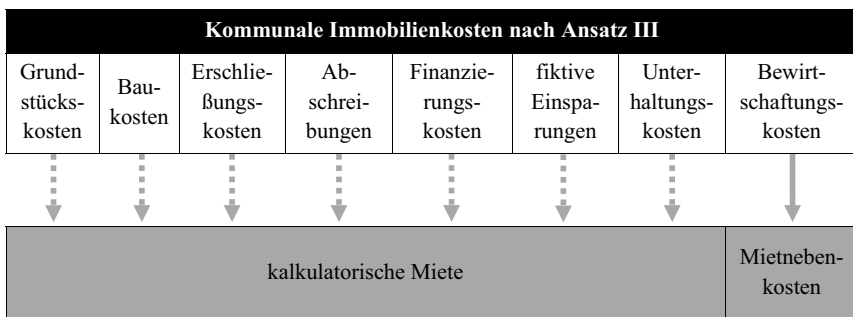 Kommunale Immobilienkosten nach Ansatz III
Grund-
stücks-
kosten
Bau-
kosten
Erschlie-
ßungs-
kosten
Ab-
schrei-
bungen
Finanzie-
rungs-
kosten
fiktive
Einspa-
rungen
Unter-
haltungs-
kosten
Bewirt-
schaftungs-
kosten
kalkulatorische Miete
Mietneben-
kosten